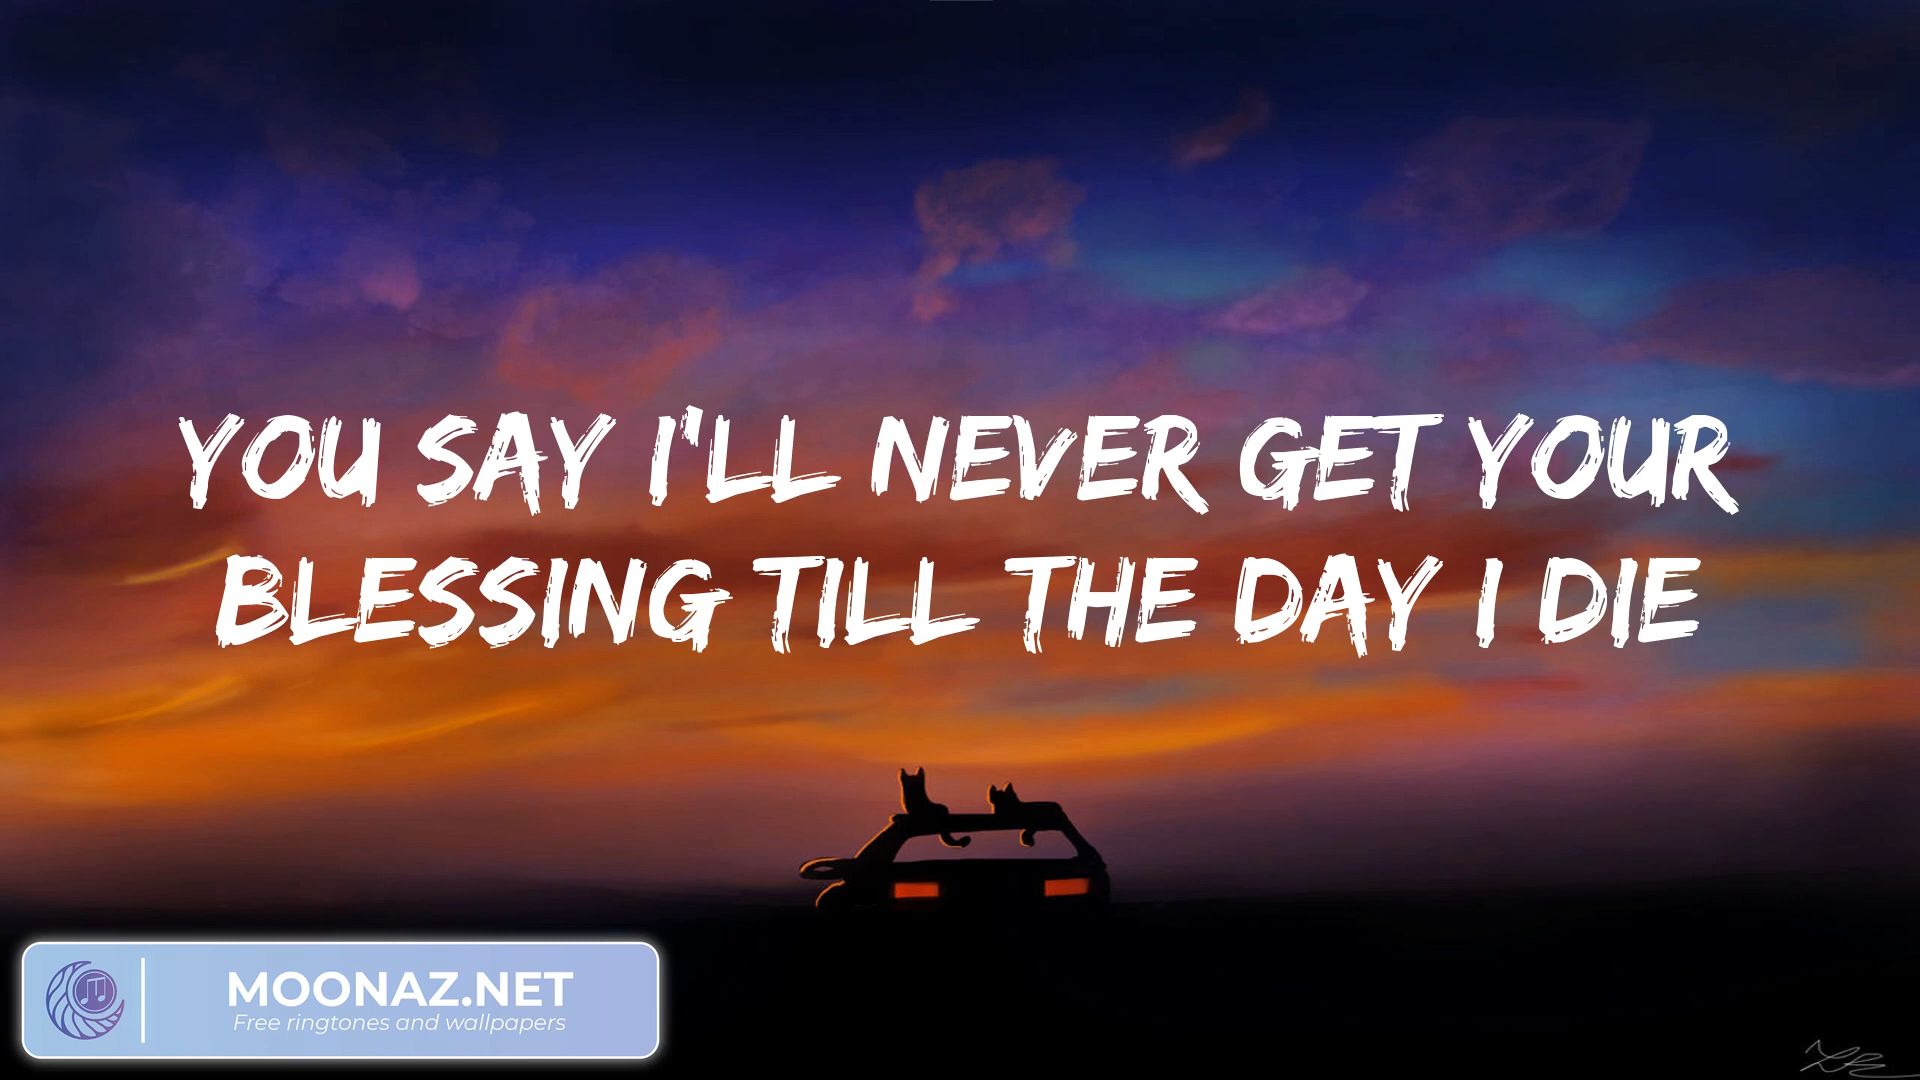 YOU SAY I'LL NEVER GET YOUR
BLESSING TILL THE DAY I DIE
MOONAZ.NET
Free ringtones and wallpapers